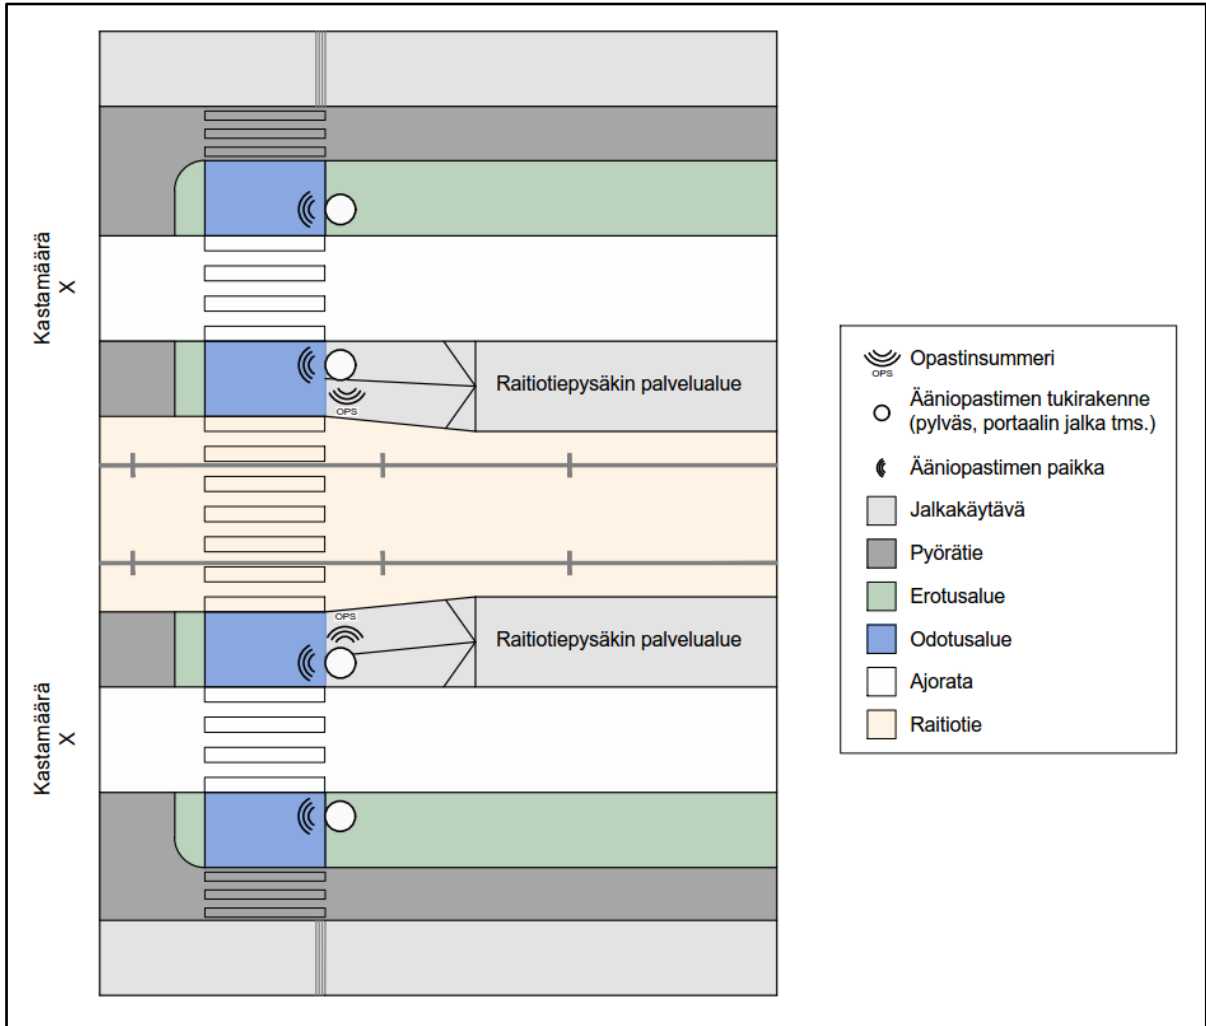 Kastamäärä
X
Raitiotiepysäkin palvelualue
OPS
OPS
Raitiotiepysäkin palvelualue
Kastamäärä
X
OPS
Opastinsummeri
Ääniopastimen tukirakenne
(pylväs, portaalin jalka tms.)
Ääniopastimen paikka
Jalkakäytävä
Pyörätie
Erotusalue
Odotusalue
Ajorata
Raitiotie